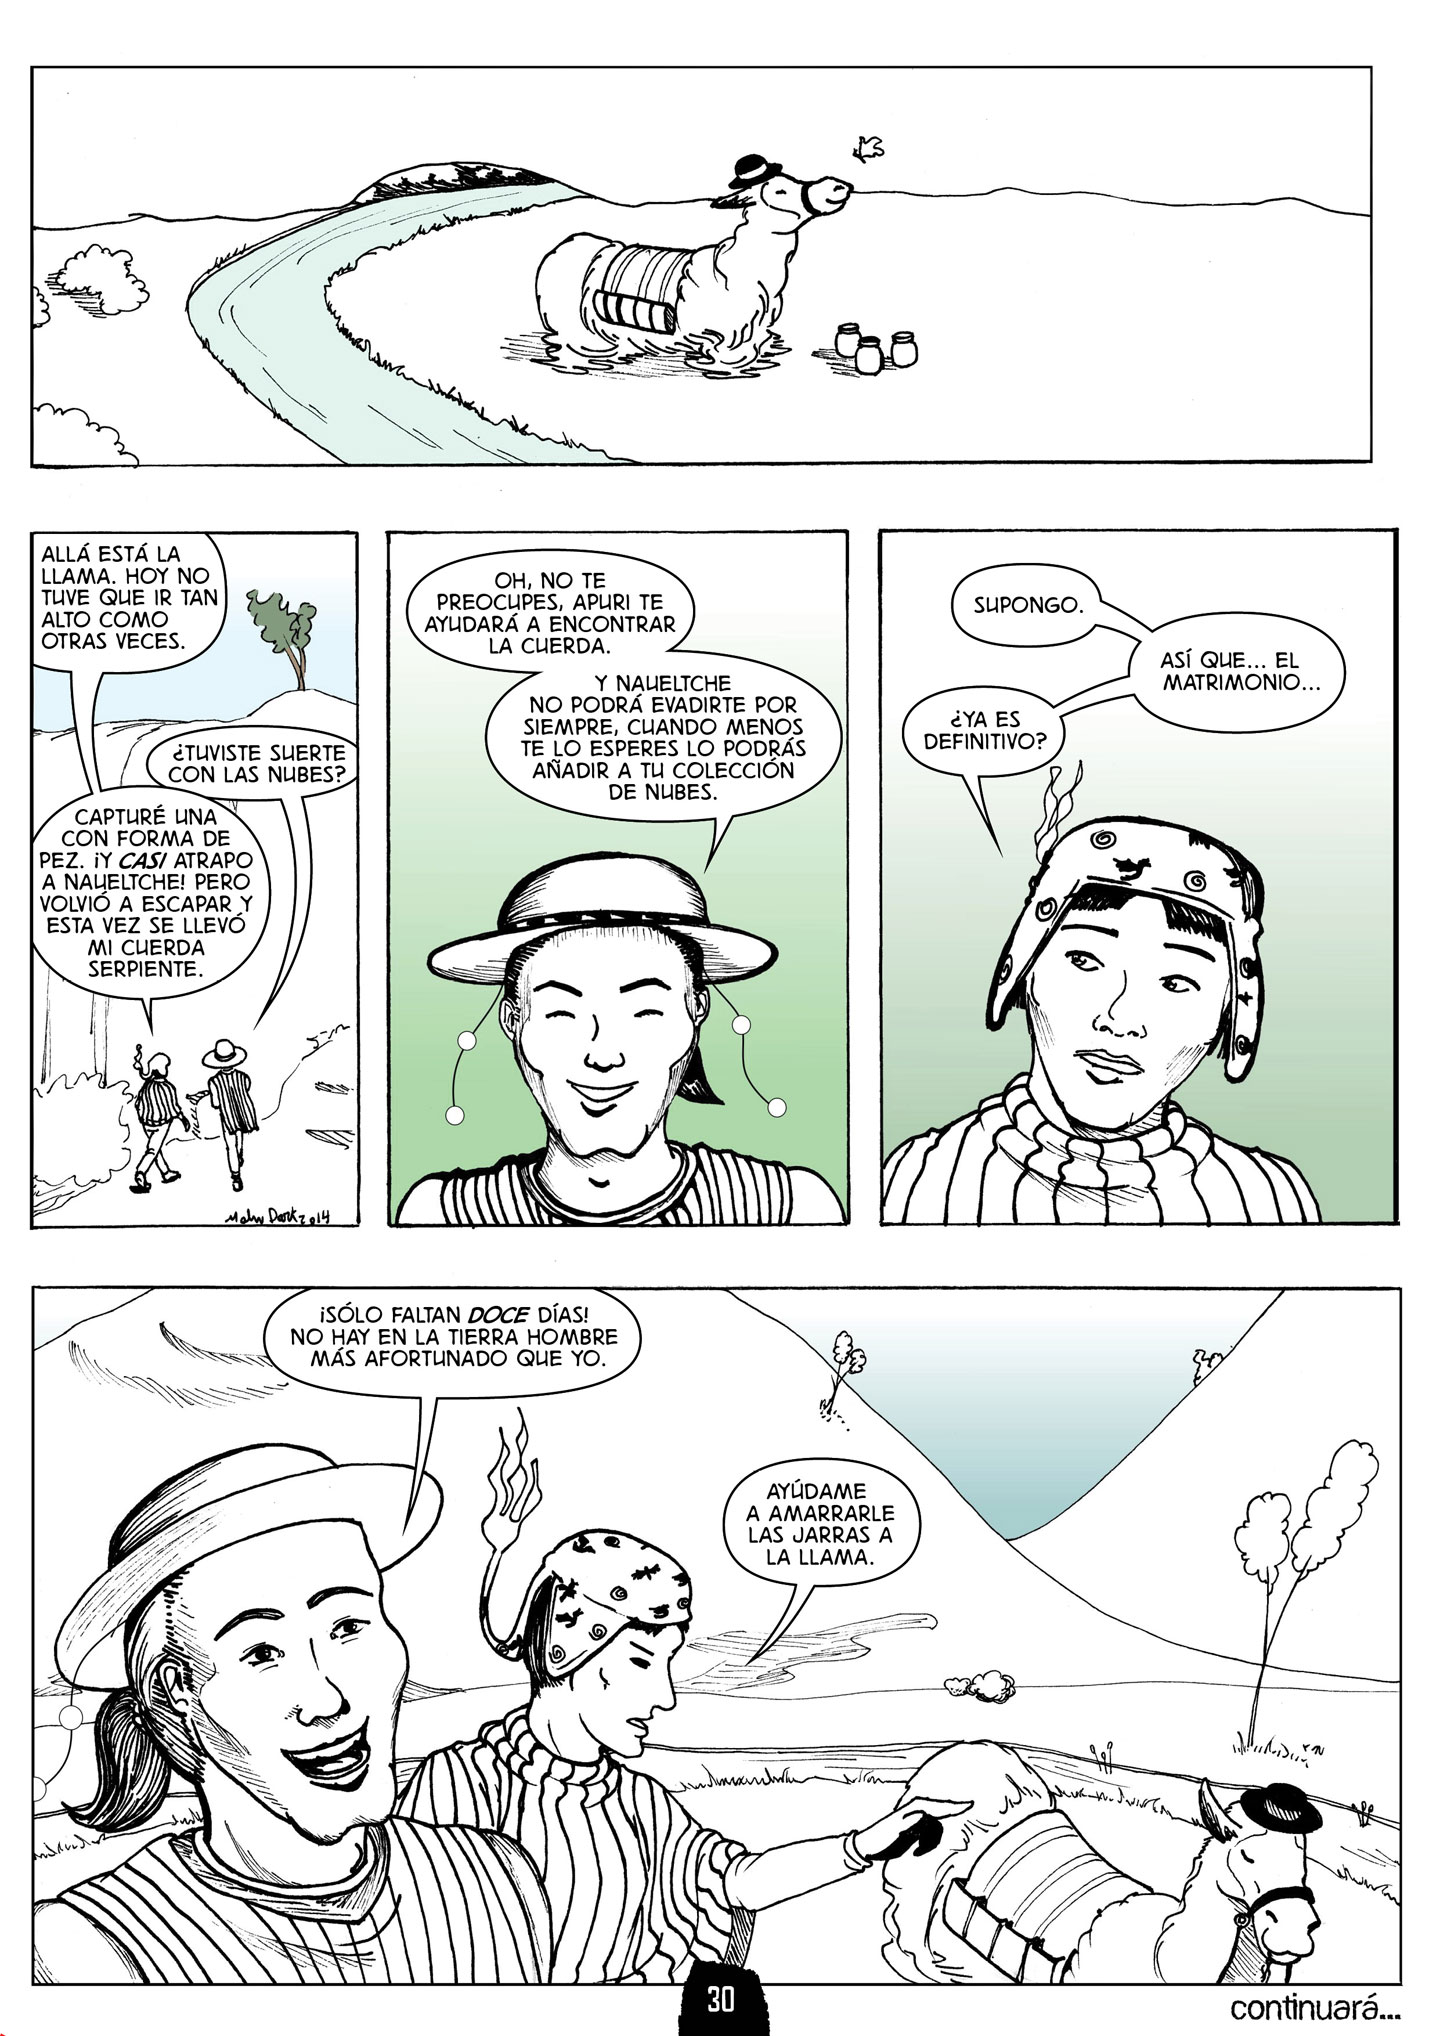 ALLÁ ESTÁ LA
LLAMA. HOY NO
TUVE QUE IR TAN
ALTO COMO
OTRAS VECES.
¿TUVISTE SUERTE
CON LAS NUBES?
CAPTURÉ UNA
CON FORMA DE
PEZ. ¡Y CASI ATRAPO
A NAUELTCHE! PERO
VOLVIÓ A ESCAPAR Y
ESTA VEZ SE LLEVÓ
MI CUERDA
SERPIENTE.
2014
OH, NO TE
PREOCUPES, APURI TE
AYUDARÁ A ENCONTRAR
LA CUERDA.
Y NAUELTCHE
NO PODRÁ EVADIRTE POR
SIEMPRE, CUANDO MENOS
TE LO ESPERES LO PODRÁS
AÑADIR A TU COLECCIÓN
DE NUBES.
SUPONGO.
ASÍ QUE... EL
MATRIMONIO...
¿YA ES
DEFINITIVO?
¡SÓLO FALTAN DOCE DÍAS!
NO HAY EN LA TIERRA HOMBRE
MÁS AFORTUNADO QUE YO.
AYÚDAME
A AMARRARLE
LAS JARRAS A
LA LLAMA.
30
continuará...